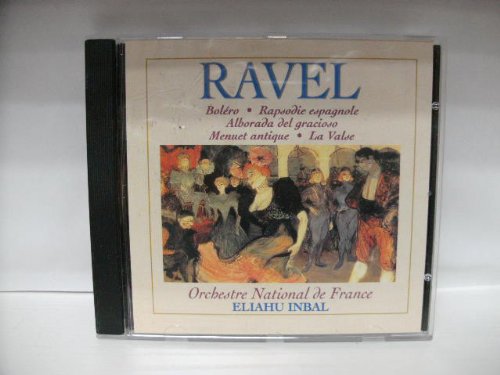 RAVEL
Boléro • Rapsodie espagnole
Alborada del gracioso
Menuet antique • La Valse
Orchestre National de France
ELIAHU INBAL